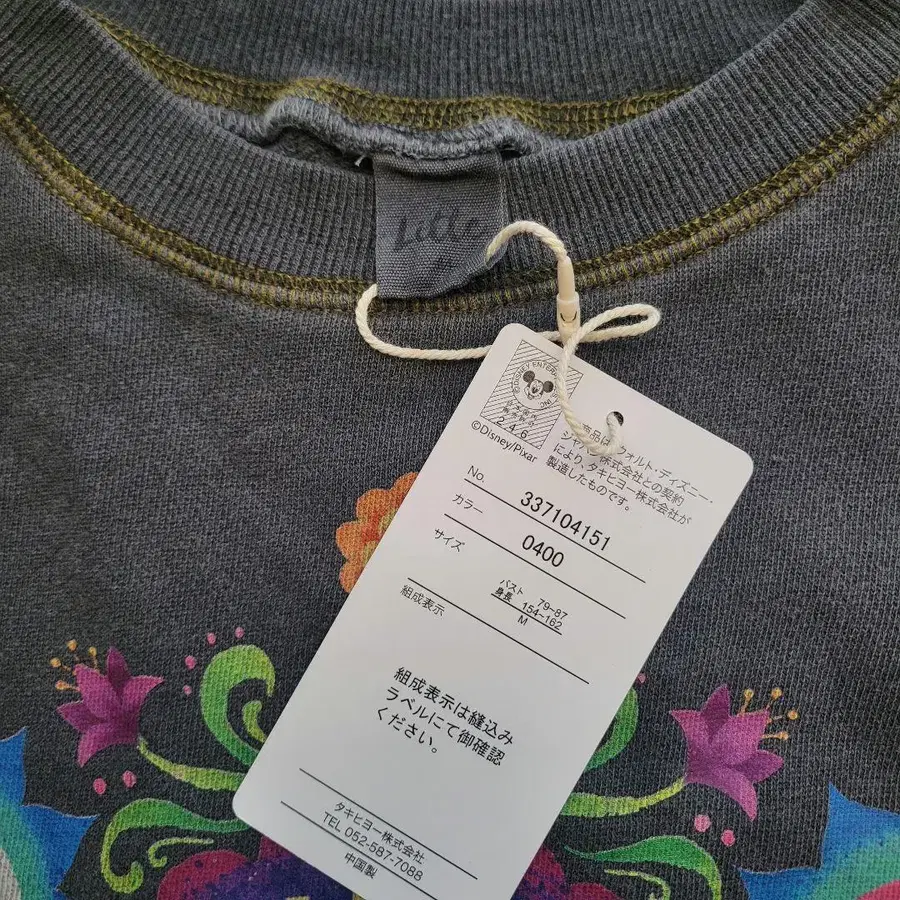 Little
© DISNEY ENTERPR
INC
246
©Disney/Pixar
商品は、ウォルト・ディズニー・
ジャパン株式会社との契約
により、タキヒヨー株式会社が
製造したものです。
No. 337104151
カラー 0400
サイズ バスト 79~87
身長 154~162
M
組成表示
組成表示は縫込み
ラベルにて御確認
ください。
タキヒヨー株式会社
TEL 052-587-7088
中国製